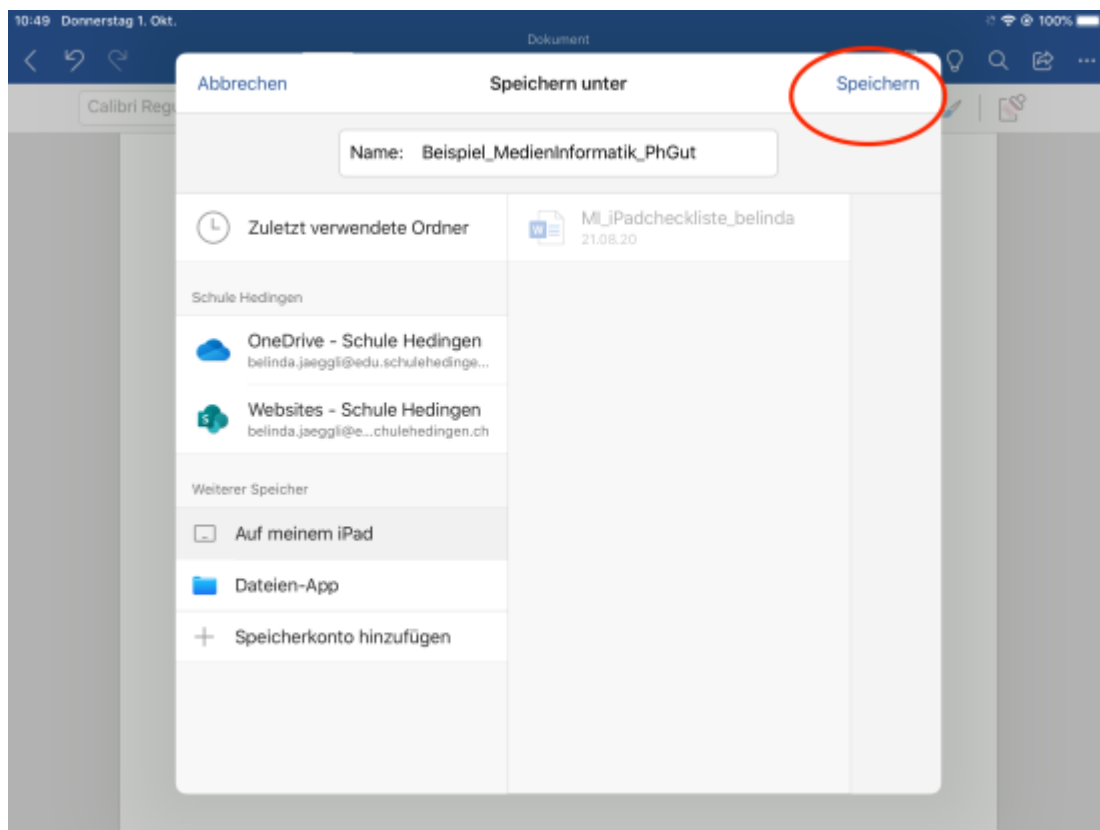 10:49 Donnerstag 1. Okt.
100%
Dokument
Calibri Regu
Abbrechen
Speichern unter
Speichern
Name: Beispiel_MedienInformatik_PhGut
Zuletzt verwendete Ordner
Schule Hedingen
OneDrive - Schule Hedingen
belinda.jaeggli@edu.schulehedinge...
Websites - Schule Hedingen
belinda.jaeggli@e...chulehedingen.ch
Weiterer Speicher
Auf meinem iPad
Dateien-App
Speicherkonto hinzufügen
MI_iPadcheckliste_belinda
21.08.20